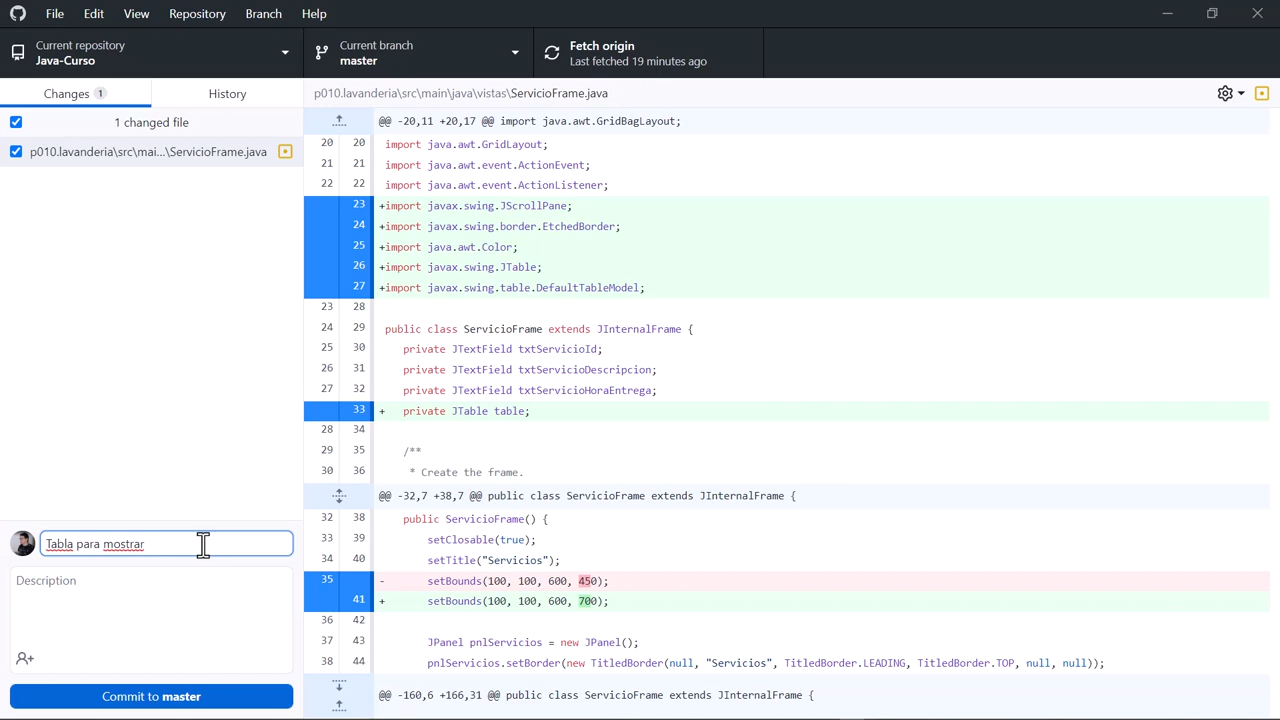 File Edit View Repository Branch Help
Current repository
Java-Curso
Current branch
master
Fetch origin
Last fetched 19 minutes ago
Changes 1
History
p010.lavanderia\src\main\java\vistas\ServicioFrame.java
1 changed file
p010.lavanderia\src\mai...\ServicioFrame.java
@@ -20,11 +20,17 @@ import java.awt.GridBagLayout;
20 20 import java.awt.GridLayout;
21 21 import java.awt.event.ActionEvent;
22 22 import java.awt.event.ActionListener;
23 +import javax.swing.JScrollPane;
24 +import javax.swing.border.EtchedBorder;
25 +import java.awt.Color;
26 +import javax.swing.JTable;
27 +import javax.swing.table.DefaultTableModel;
23 28
24 29 public class ServicioFrame extends JInternalFrame {
25 30 private JTextField txtServicioId;
26 31 private JTextField txtServicioDescripcion;
27 32 private JTextField txtServicioHoraEntrega;
33 + private JTable table;
28 34
29 35 /**
30 36 * Create the frame.
@@ -32,7 +38,7 @@ public class ServicioFrame extends JInternalFrame {
32 38 public ServicioFrame() {
33 39 setClosable(true);
34 40 setTitle("Servicios");
35 - setBounds(100, 100, 600, 450);
41 + setBounds(100, 100, 600, 700);
36 42
37 43 JPanel pnlServicios = new JPanel();
38 44 pnlServicios.setBorder(new TitledBorder(null, "Servicios", TitledBorder.LEADING, TitledBorder.TOP, null, null));
@@ -160,6 +166,31 @@ public class ServicioFrame extends JInternalFrame {
Tabla para mostrar
Description
Commit to master